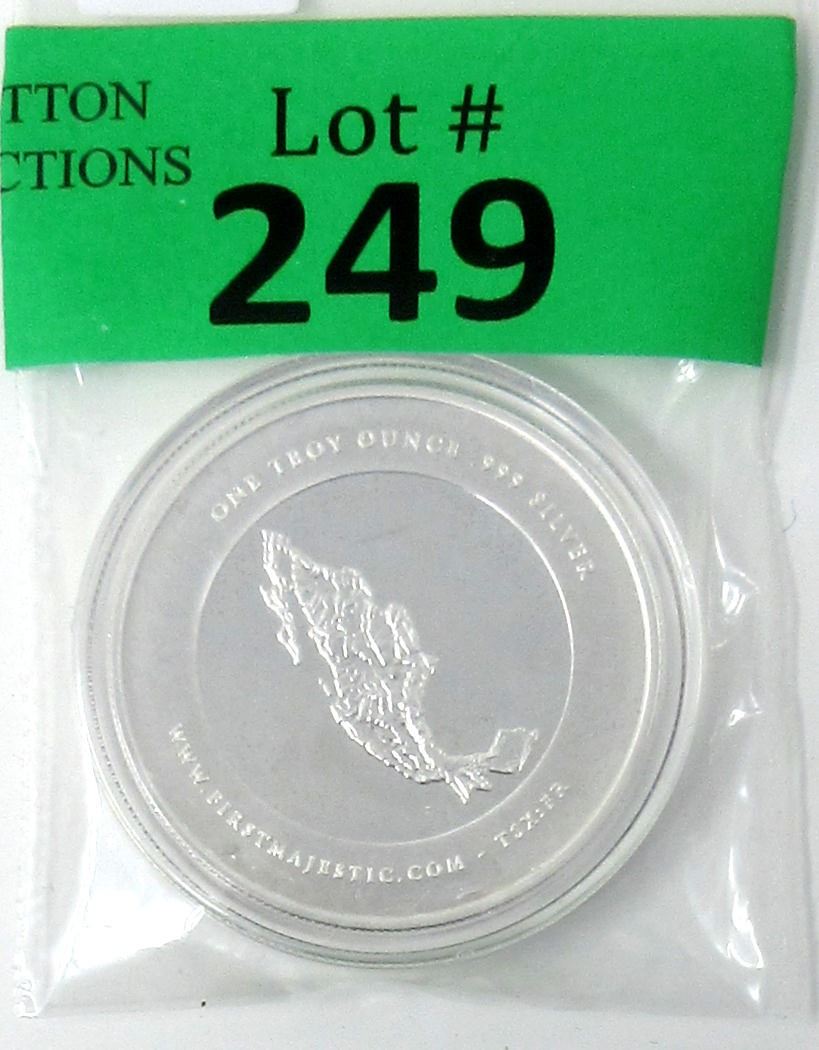 TTON
CTIONS
Lot #
249
ONE TROY OUNCE .999 SILVER
WWW.FIRSTMAJESTIC.COM - TSX:FR